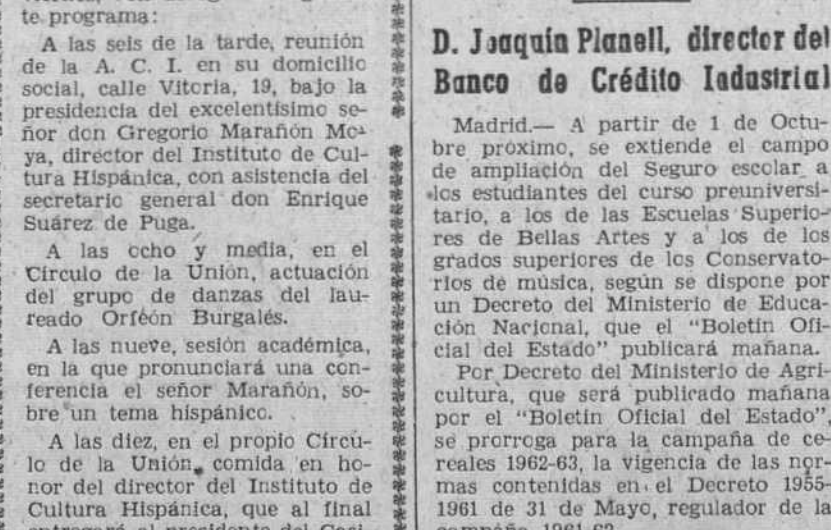 te programa:
A las seis de la tarde, reunión
de la A. C. I. en su domicilio
social, calle Vitoria, 19, bajo la
presidencia del excelentísimo se-
ñor don Gregorio Marañón Mo-
ya, director del Instituto de Cul-
tura Hispánica, con asistencia del
secretario general don Enrique
Suárez de Puga.
A las ocho y media, en el
Círculo de la Unión, actuación
del grupo de danzas del lau-
reado Orfeón Burgalés.
A las nueve, sesión académica,
en la que pronunciará una con-
ferencia el señor Marañón, so-
bre un tema hispánico.
A las diez, en el propio Círcu-
lo de la Unión, comida en ho-
nor del director del Instituto de
Cultura Hispánica, que al final
D. Joaquín Planell, director del
Banco de Crédito Iadastrial
Madrid.— A partir de 1 de Octu-
bre próximo, se extiende el campo
de ampliación del Seguro escolar a
los estudiantes del curso preuniversi-
tario, a los de las Escuelas Superio-
res de Bellas Artes y a los de los
grados superiores de los Conservato-
rios de música, según se dispone por
un Decreto del Ministerio de Educa-
ción Nacional, que el "Boletín Ofi-
cial del Estado" publicará mañana.
Por Decreto del Ministerio de Agri-
cultura, que será publicado mañana
por el "Boletín Oficial del Estado",
se prorroga para la campaña de ce-
reales 1962-63, la vigencia de las nor-
mas contenidas en el Decreto 1955-
1961 de 31 de Mayo, regulador de la
campaña 1961-62